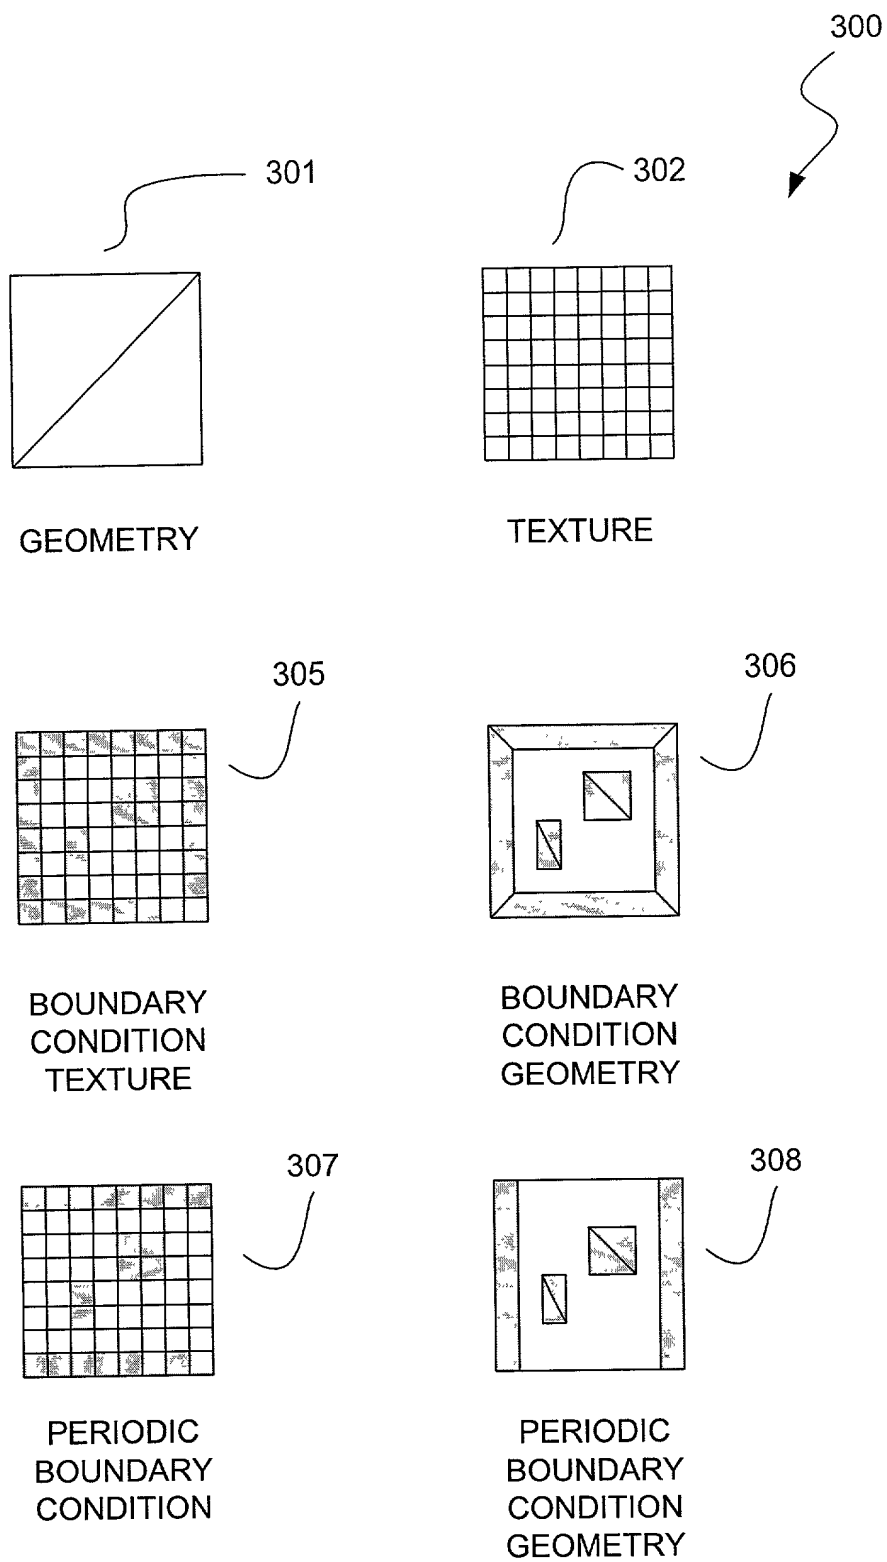 300
301
302
GEOMETRY
TEXTURE
305
306
BOUNDARY
CONDITION
TEXTURE
BOUNDARY
CONDITION
GEOMETRY
307
308
PERIODIC
BOUNDARY
CONDITION
PERIODIC
BOUNDARY
CONDITION
GEOMETRY